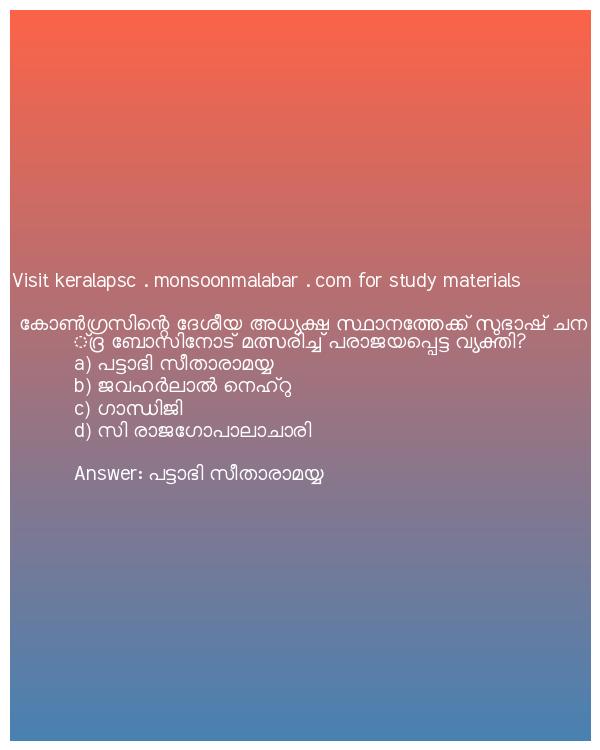 Visit keralapsc . monsoonmalabar . com for study materials
കോൺഗ്രസിന്റെ ദേശീയ അധ്യക്ഷ സ്ഥാനത്തേക്ക് സുഭാഷ് ചന
്ദ്ര ബോസിനോട് മത്സരിച്ച് പരാജയപ്പെട്ട വ്യക്തി?
a) പട്ടാഭി സീതാരാമയ്യ
b) ജവഹർലാൽ നെഹ്റു
c) ഗാന്ധിജി
d) സി രാജഗോപാലാചാരി
Answer: പട്ടാഭി സീതാരാമയ്യ